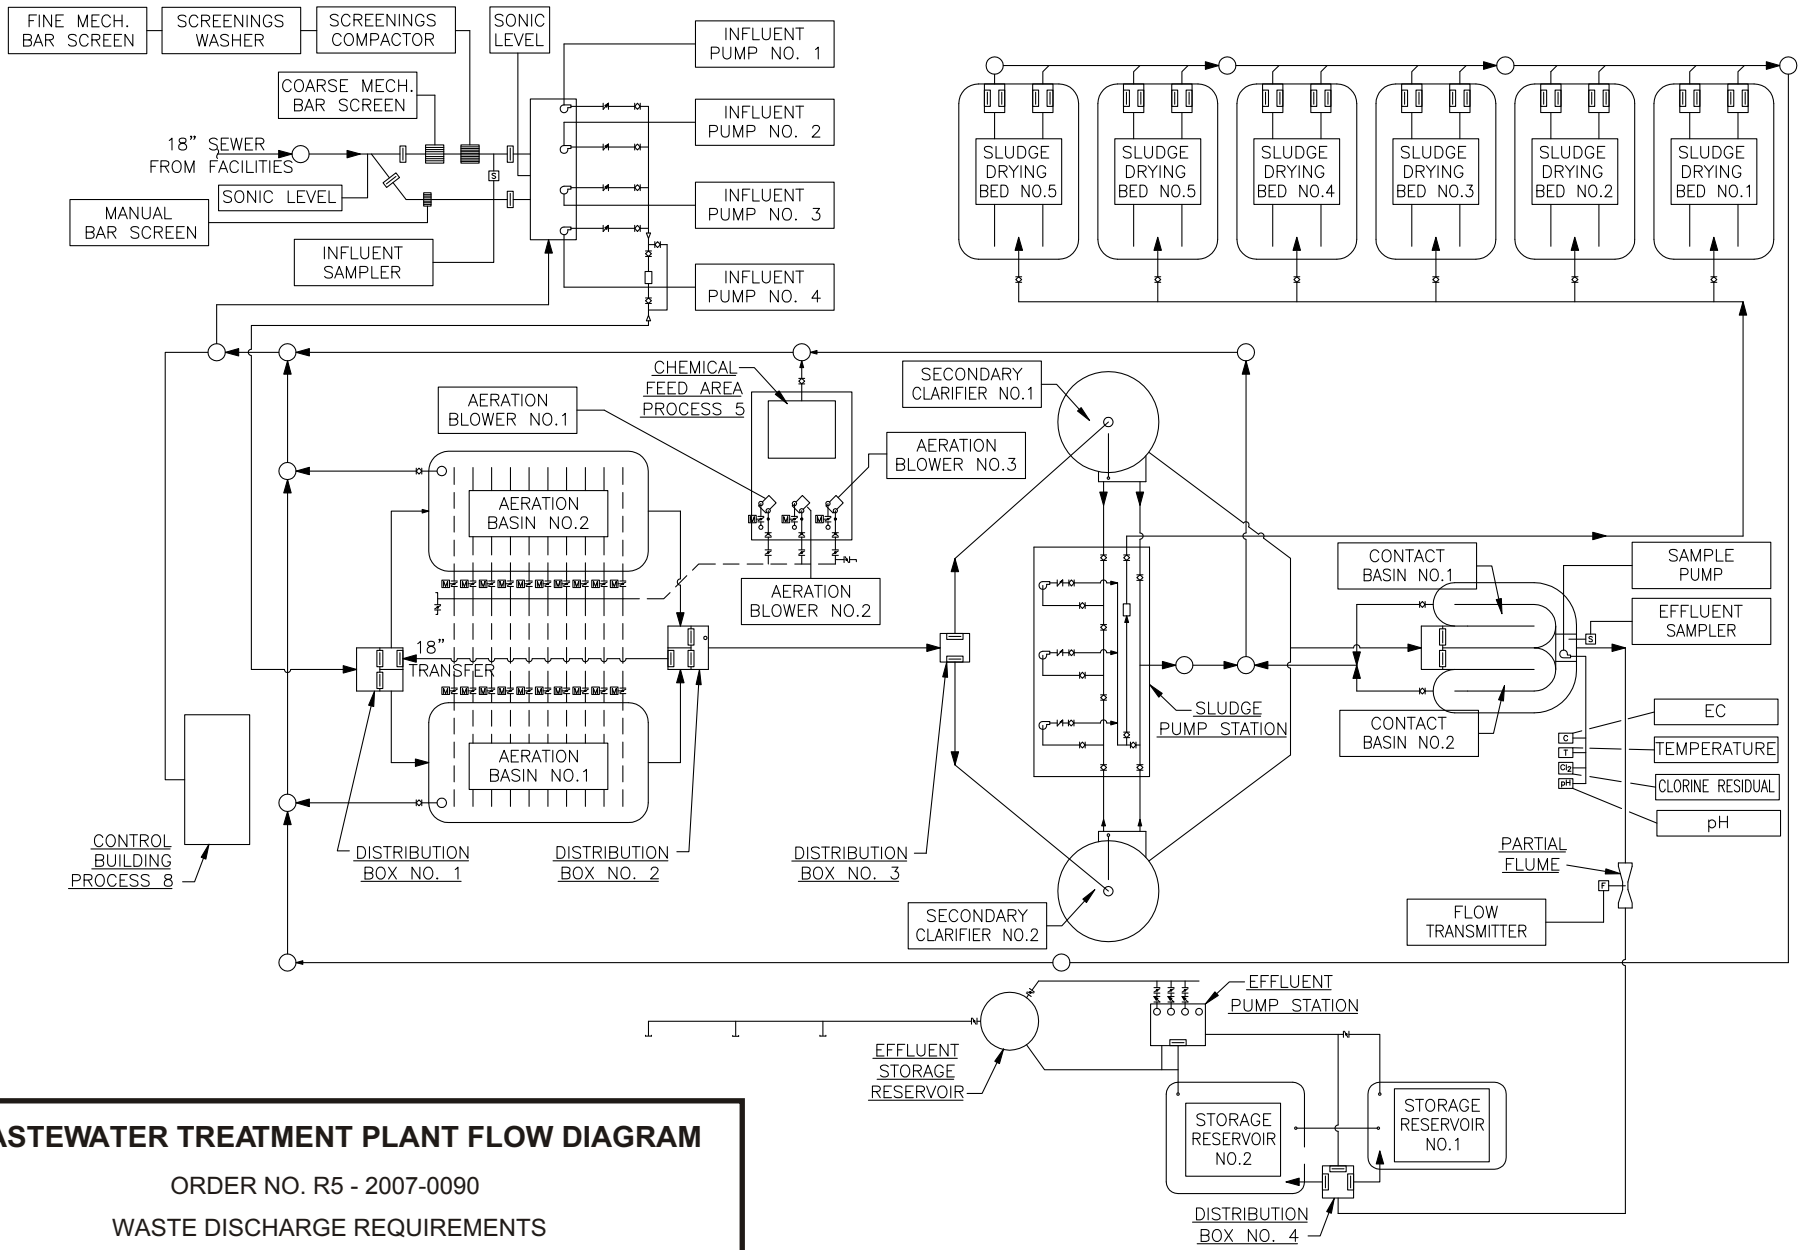 FINE MECH.
BAR SCREEN
SCREENINGS
WASHER
SCREENINGS
COMPACTOR
SONIC
LEVEL
INFLUENT
PUMP NO. 1
COARSE MECH.
BAR SCREEN
INFLUENT
PUMP NO. 2
18" SEWER
FROM FACILITIES
S
SONIC LEVEL
MANUAL
BAR SCREEN
INFLUENT
PUMP NO. 3
INFLUENT
SAMPLER
INFLUENT
PUMP NO. 4
SLUDGE
DRYING
BED NO.5
SLUDGE
DRYING
BED NO.5
SLUDGE
DRYING
BED NO.4
SLUDGE
DRYING
BED NO.3
SLUDGE
DRYING
BED NO.2
SLUDGE
DRYING
BED NO.1
CHEMICAL
FEED AREA
PROCESS 5
AERATION
BLOWER NO.1
SECONDARY
CLARIFIER NO.1
AERATION
BLOWER NO.3
AERATION
BASIN NO.2
M
M
M
M M M M M M M M M M
AERATION
BLOWER NO.2
CONTACT
BASIN NO.1
SAMPLE
PUMP
EFFLUENT
SAMPLER
S
18"
TRANSFER
M M M M M M M M M M
SLUDGE
PUMP STATION
CONTACT
BASIN NO.2
AERATION
BASIN NO.1
C
EC
T
TEMPERATURE
Cl2
CLORINE RESIDUAL
pH
pH
CONTROL
BUILDING
PROCESS 8
DISTRIBUTION
BOX NO. 1
DISTRIBUTION
BOX NO. 2
DISTRIBUTION
BOX NO. 3
PARTIAL
FLUME
F
FLOW
TRANSMITTER
SECONDARY
CLARIFIER NO.2
EFFLUENT
PUMP STATION
EFFLUENT
STORAGE
RESERVOIR
STORAGE
RESERVOIR
NO.2
STORAGE
RESERVOIR
NO.1
DISTRIBUTION
BOX NO. 4
ASTEWATER TREATMENT PLANT FLOW DIAGRAM
ORDER NO. R5 - 2007-0090
WASTE DISCHARGE REQUIREMENTS